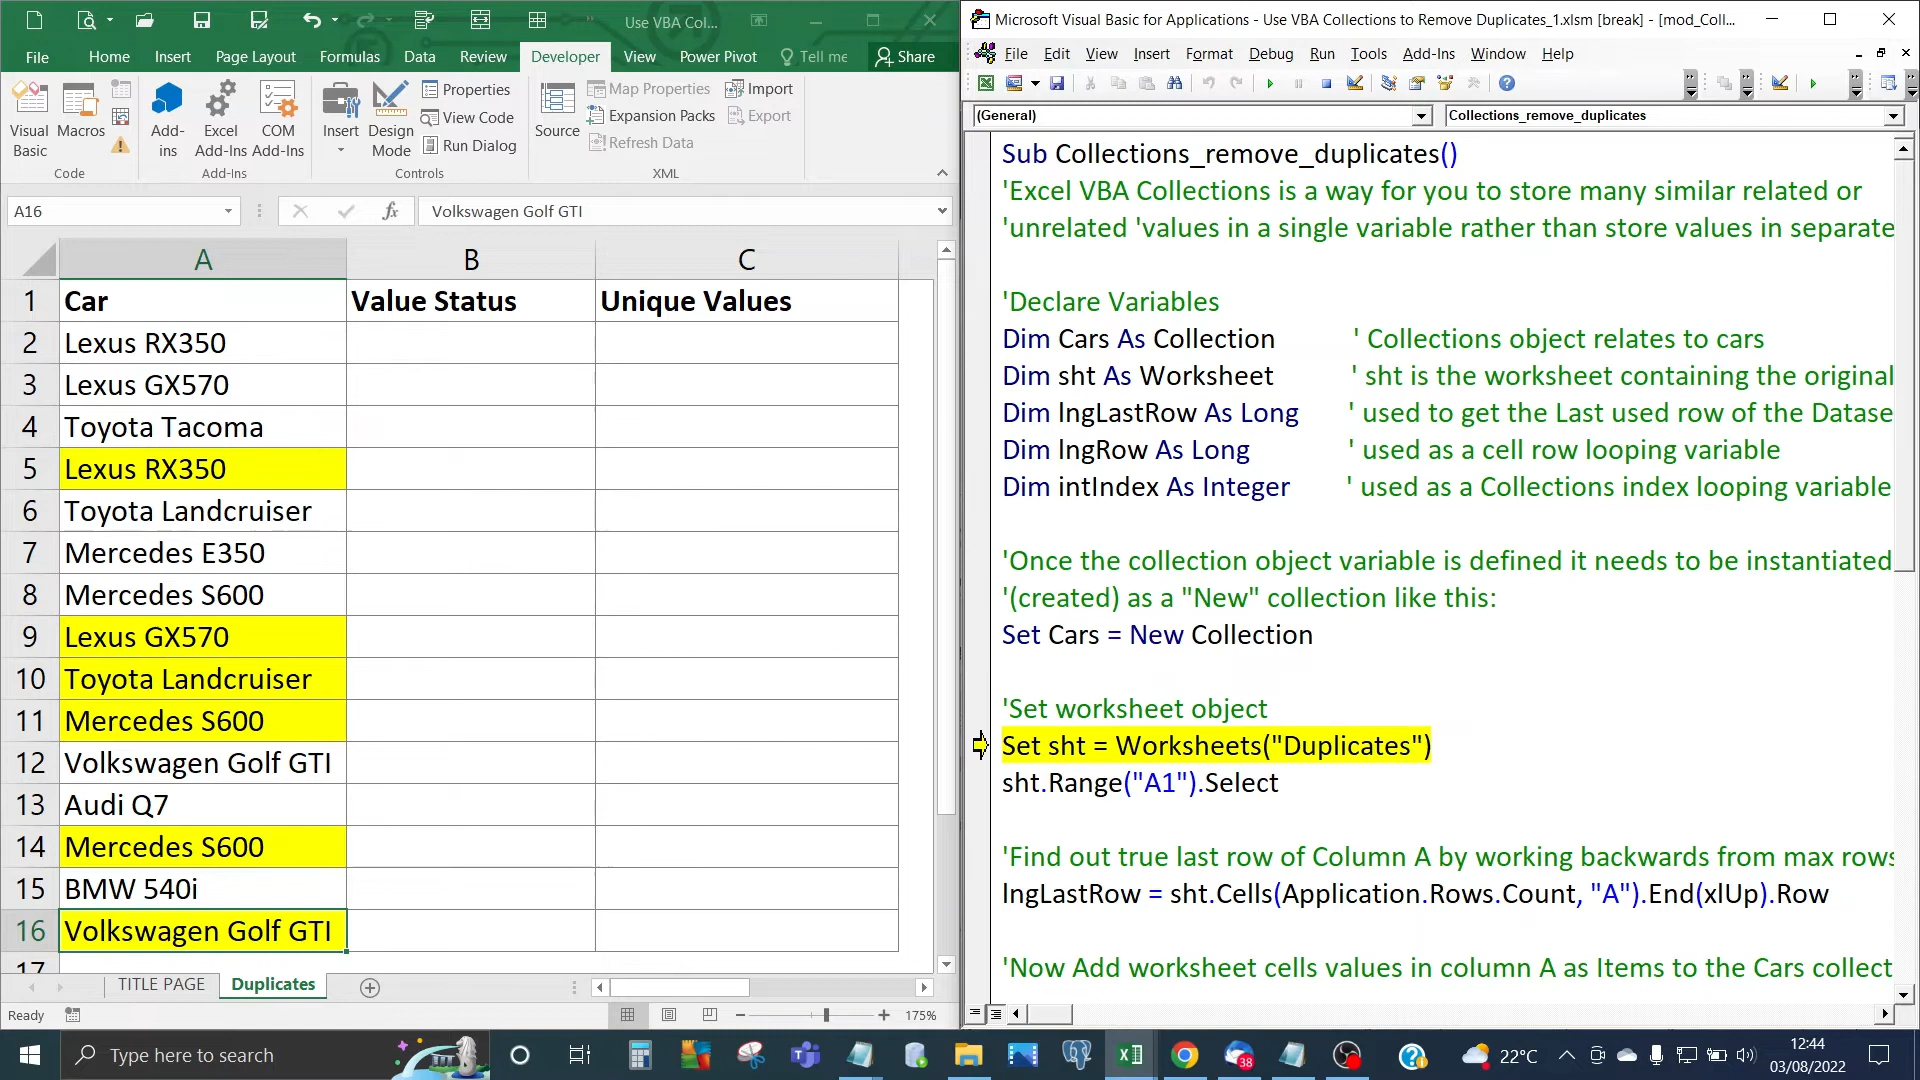 Use VBA Col...
File Home Insert Page Layout Formulas Data Review Developer View Power Pivot Tell me Share
Visual Basic
Macros
Code
Add-ins
Excel Add-Ins
COM Add-Ins
Add-Ins
Insert
Design Mode
Properties
View Code
Run Dialog
Controls
Source
Map Properties
Expansion Packs
Refresh Data
Import
Export
XML
A16
fx
Volkswagen Golf GTI
A B C
1 Car Value Status Unique Values
2 Lexus RX350
3 Lexus GX570
4 Toyota Tacoma
5 Lexus RX350
6 Toyota Landcruiser
7 Mercedes E350
8 Mercedes S600
9 Lexus GX570
10 Toyota Landcruiser
11 Mercedes S600
12 Volkswagen Golf GTI
13 Audi Q7
14 Mercedes S600
15 BMW 540i
16 Volkswagen Golf GTI
17
TITLE PAGE Duplicates
Ready 175%
Microsoft Visual Basic for Applications - Use VBA Collections to Remove Duplicates_1.xlsm [break] - [mod_Coll...
File Edit View Insert Format Debug Run Tools Add-Ins Window Help
(General) Collections_remove_duplicates
Sub Collections_remove_duplicates()
'Excel VBA Collections is a way for you to store many similar related or
'unrelated 'values in a single variable rather than store values in separate
'Declare Variables
Dim Cars As Collection ' Collections object relates to cars
Dim sht As Worksheet ' sht is the worksheet containing the original
Dim lngLastRow As Long ' used to get the Last used row of the Datase
Dim lngRow As Long ' used as a cell row looping variable
Dim intIndex As Integer ' used as a Collections index looping variable
'Once the collection object variable is defined it needs to be instantiated
'(created) as a "New" collection like this:
Set Cars = New Collection
'Set worksheet object
Set sht = Worksheets("Duplicates")
sht.Range("A1").Select
'Find out true last row of Column A by working backwards from max rows
lngLastRow = sht.Cells(Application.Rows.Count, "A").End(xlUp).Row
'Now Add worksheet cells values in column A as Items to the Cars collect
Type here to search
38
22°C
12:44
03/08/2022